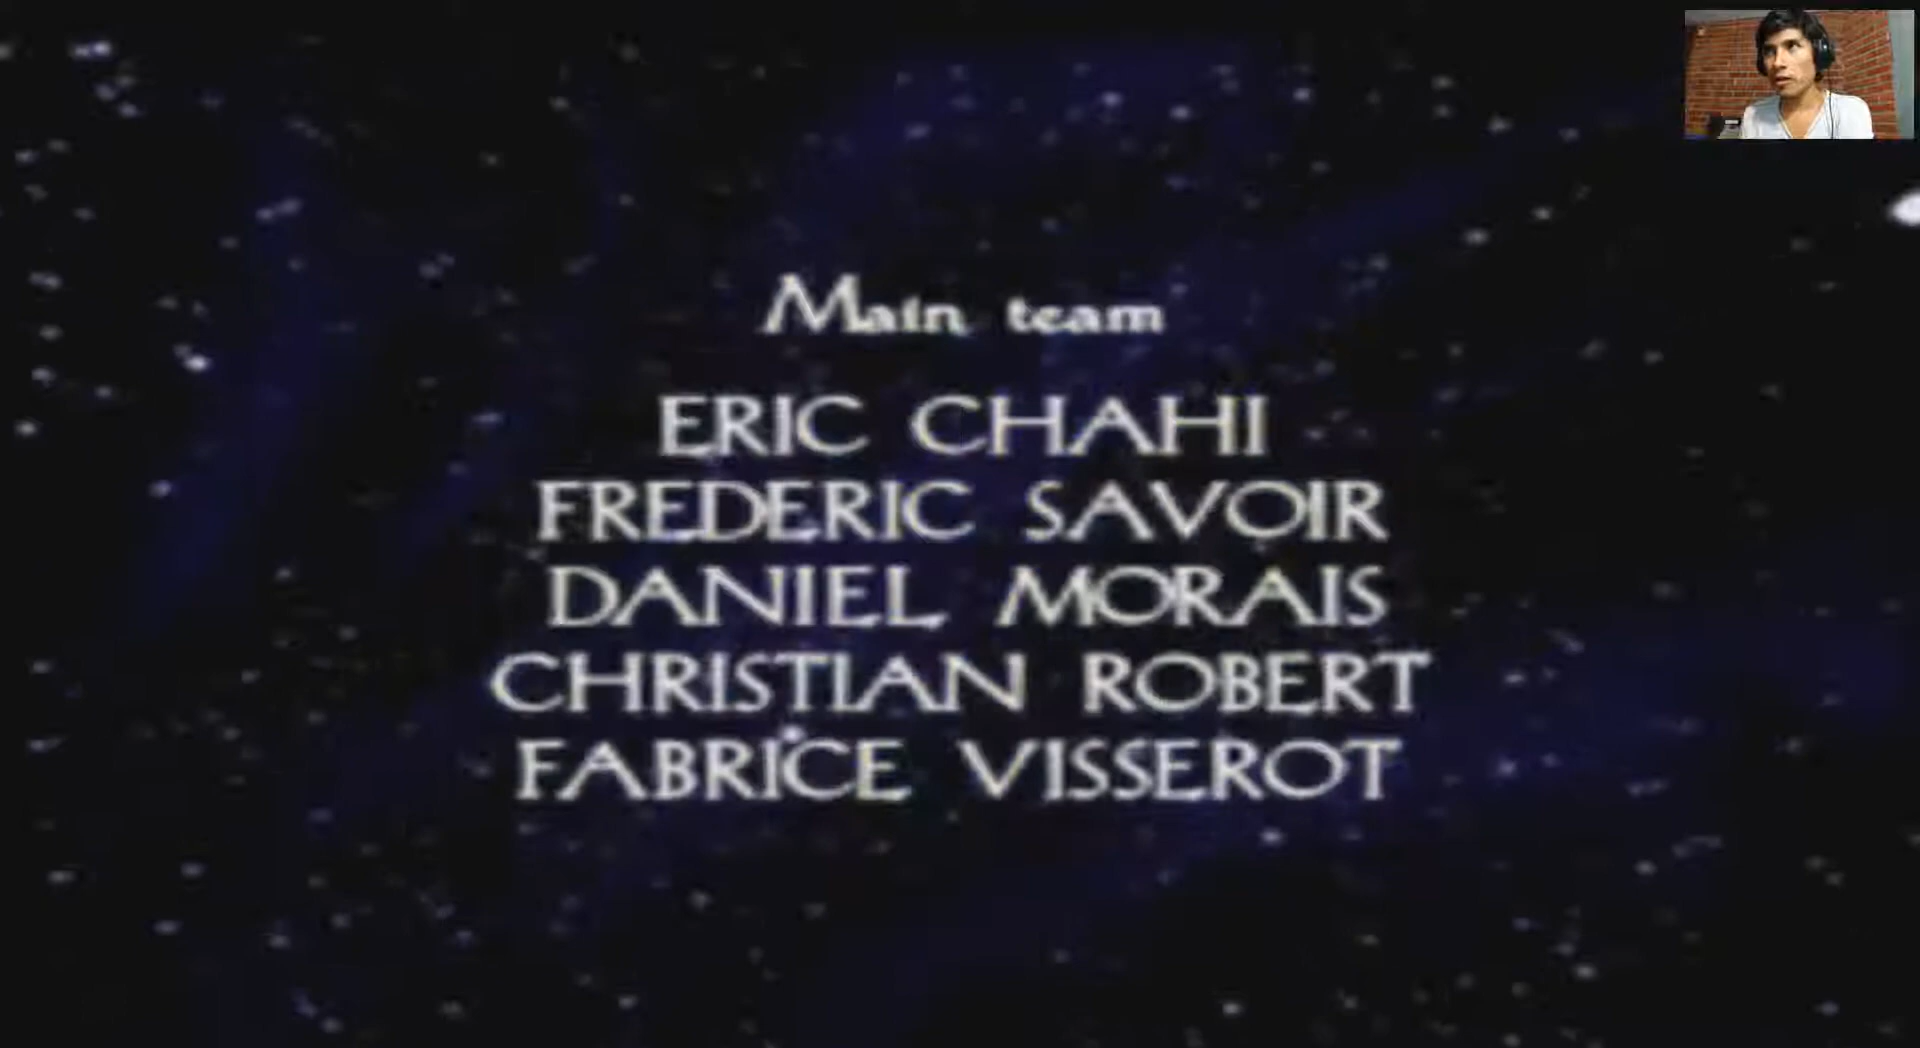 Main team
ERIC CHAHI
FREDERIC SAVOIR
DANIEL MORAIS
CHRISTIAN ROBERT
FABRICE VISSEROT